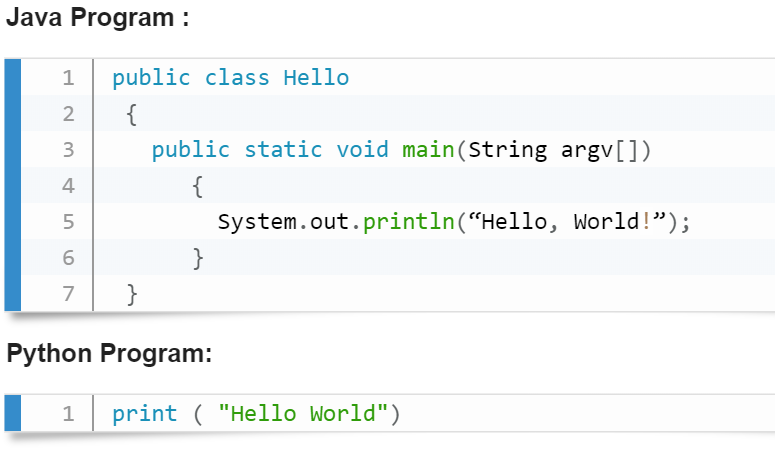 Java Program :
1 public class Hello
2 {
3 public static void main(String argv[])
4 {
5 System.out.println(“Hello, World!”);
6 }
7 }
Python Program:
1 print ( "Hello World")